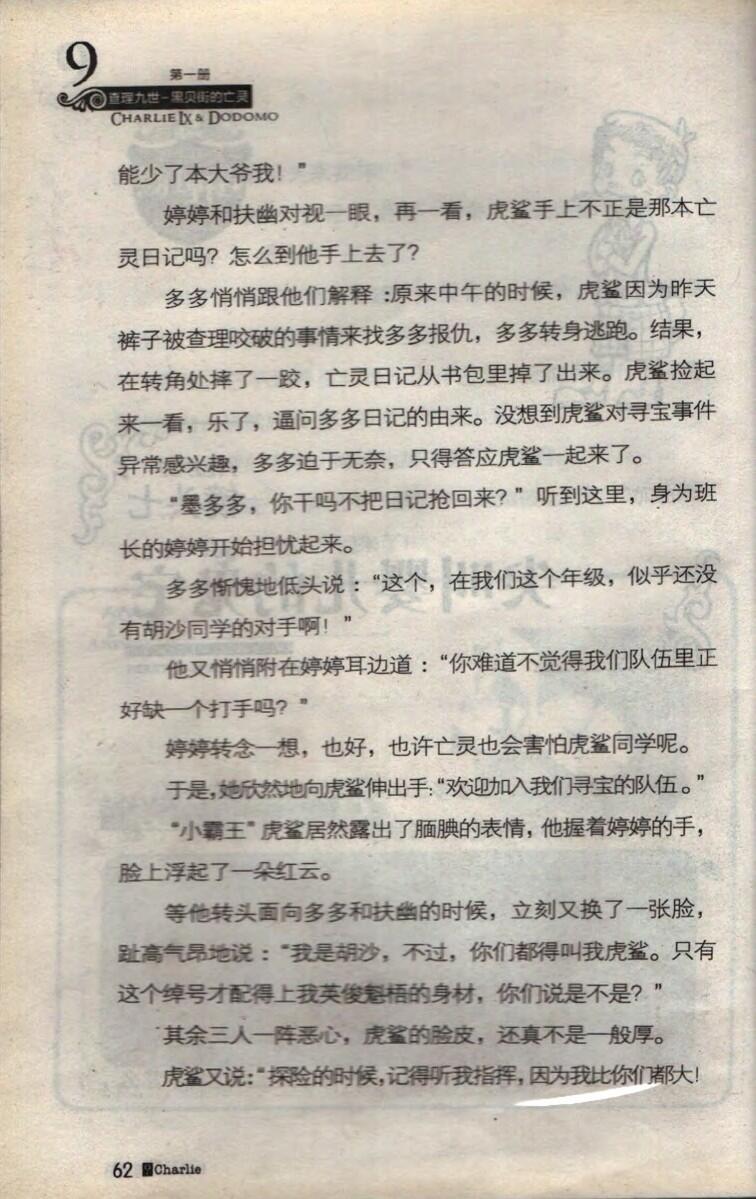 9
第一册
查理九世-黑贝街的亡灵
CHARLIE IX & DODOMO
能少了本大爷我！”
婷婷和扶幽对视一眼，再一看，虎鲨手上不正是那本亡
灵日记吗？怎么到他手上去了？
多多悄悄跟他们解释：原来中午的时候，虎鲨因为昨天
裤子被查理咬破的事情来找多多报仇，多多转身逃跑。结果，
在转角处摔了一跤，亡灵日记从书包里掉了出来。虎鲨捡起
来一看，乐了，逼问多多日记的由来。没想到虎鲨对寻宝事件
异常感兴趣，多多迫于无奈，只得答应虎鲨一起来了。
“墨多多，你干吗不把日记抢回来？”听到这里，身为班
长的婷婷开始担忧起来。
多多惭愧地低头说：“这个，在我们这个年级，似乎还没
有胡沙同学的对手啊！”
他又悄悄附在婷婷耳边道：“你难道不觉得我们队伍里正
好缺一个打手吗？”
婷婷转念一想，也好，也许亡灵也会害怕虎鲨同学呢。
于是，她欣然地向虎鲨伸出手：“欢迎加入我们寻宝的队伍。”
“小霸王”虎鲨居然露出了腼腆的表情，他握着婷婷的手，
脸上浮起了一朵红云。
等他转头面向多多和扶幽的时候，立刻又换了一张脸，
趾高气昂地说：“我是胡沙，不过，你们都得叫我虎鲨。只有
这个绰号才配得上我英俊魁梧的身材，你们说是不是？”
其余三人一阵恶心，虎鲨的脸皮，还真不是一般厚。
虎鲨又说：“探险的时候，记得听我指挥，因为我比你们都大！
62 Charlie